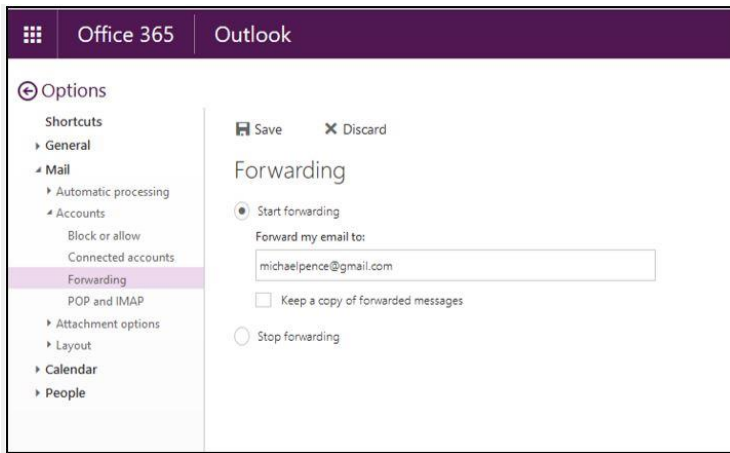 Office 365 Outlook
Options
Shortcuts
General
Mail
Automatic processing
Accounts
Block or allow
Connected accounts
Forwarding
POP and IMAP
Attachment options
Layout
Calendar
People
Save Discard
Forwarding
Start forwarding
Forward my email to:
michaelpence@gmail.com
Keep a copy of forwarded messages
Stop forwarding